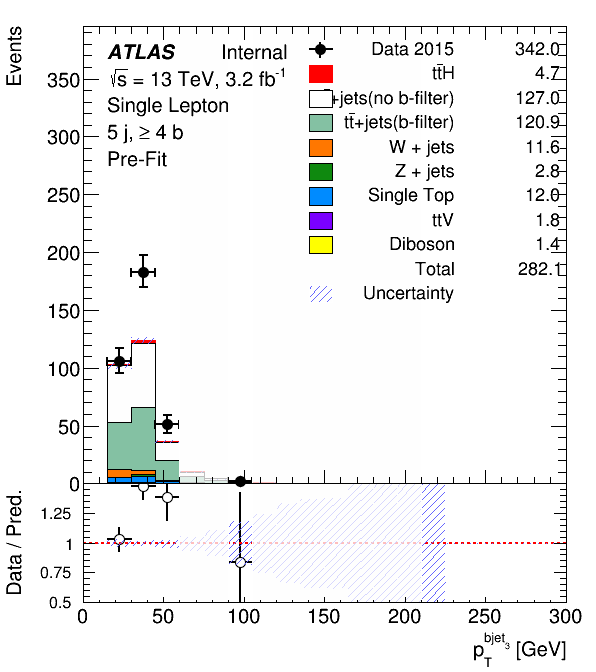 Events
ATLAS Internal
√s = 13 TeV, 3.2 fb⁻¹
Single Lepton
5 j, ≥ 4 b
Pre-Fit
Data 2015 342.0
tt̄H 4.7
+jets(no b-filter) 127.0
tt̄+jets(b-filter) 120.9
W + jets 11.6
Z + jets 2.8
Single Top 12.0
ttV 1.8
Diboson 1.4
Total 282.1
Uncertainty
350
300
250
200
150
100
50
0
Data / Pred.
1.25
1
0.75
0.5
0 50 100 150 200 250 300
p_T^{bjet_3} [GeV]